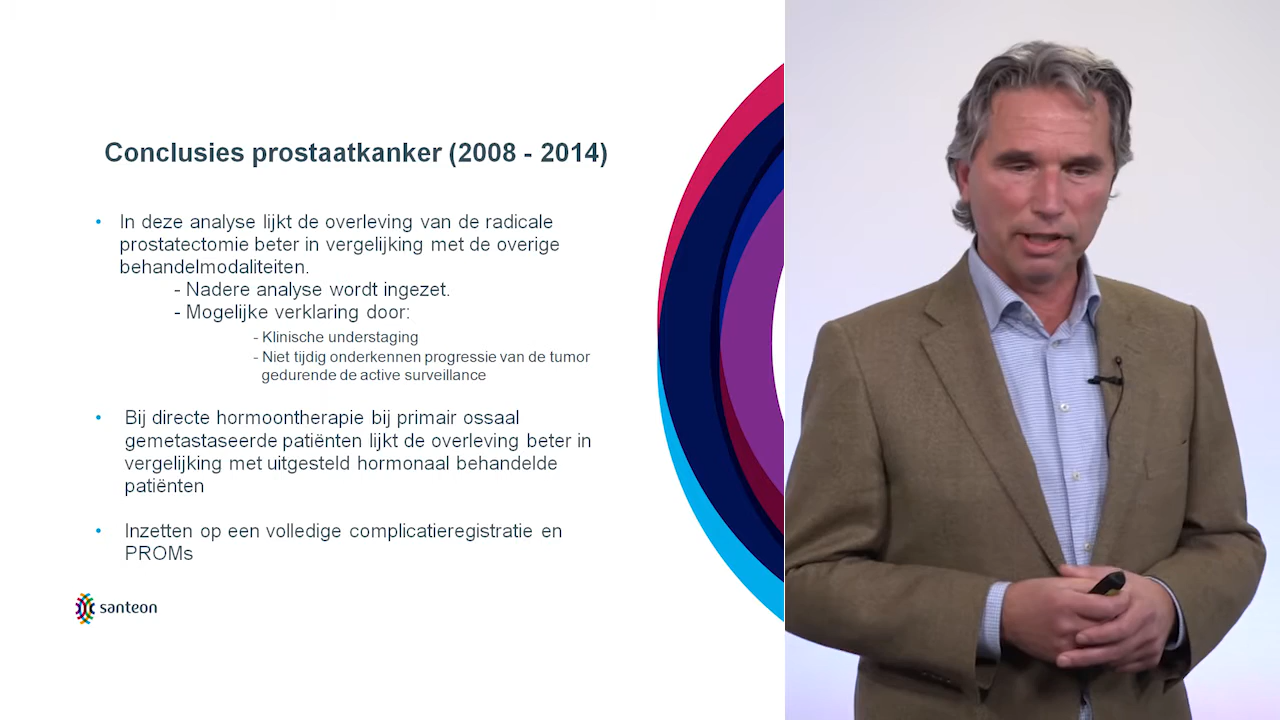 Conclusies prostaatkanker (2008 - 2014)
• In deze analyse lijkt de overleving van de radicale
prostatectomie beter in vergelijking met de overige
behandelmodaliteiten.
- Nadere analyse wordt ingezet.
- Mogelijke verklaring door:
- Klinische understaging
- Niet tijdig onderkennen progressie van de tumor
gedurende de active surveillance
• Bij directe hormoontherapie bij primair ossaal
gemetastaseerde patiënten lijkt de overleving beter in
vergelijking met uitgesteld hormonaal behandelde
patiënten
• Inzetten op een volledige complicatieregistratie en
PROMs
santeon